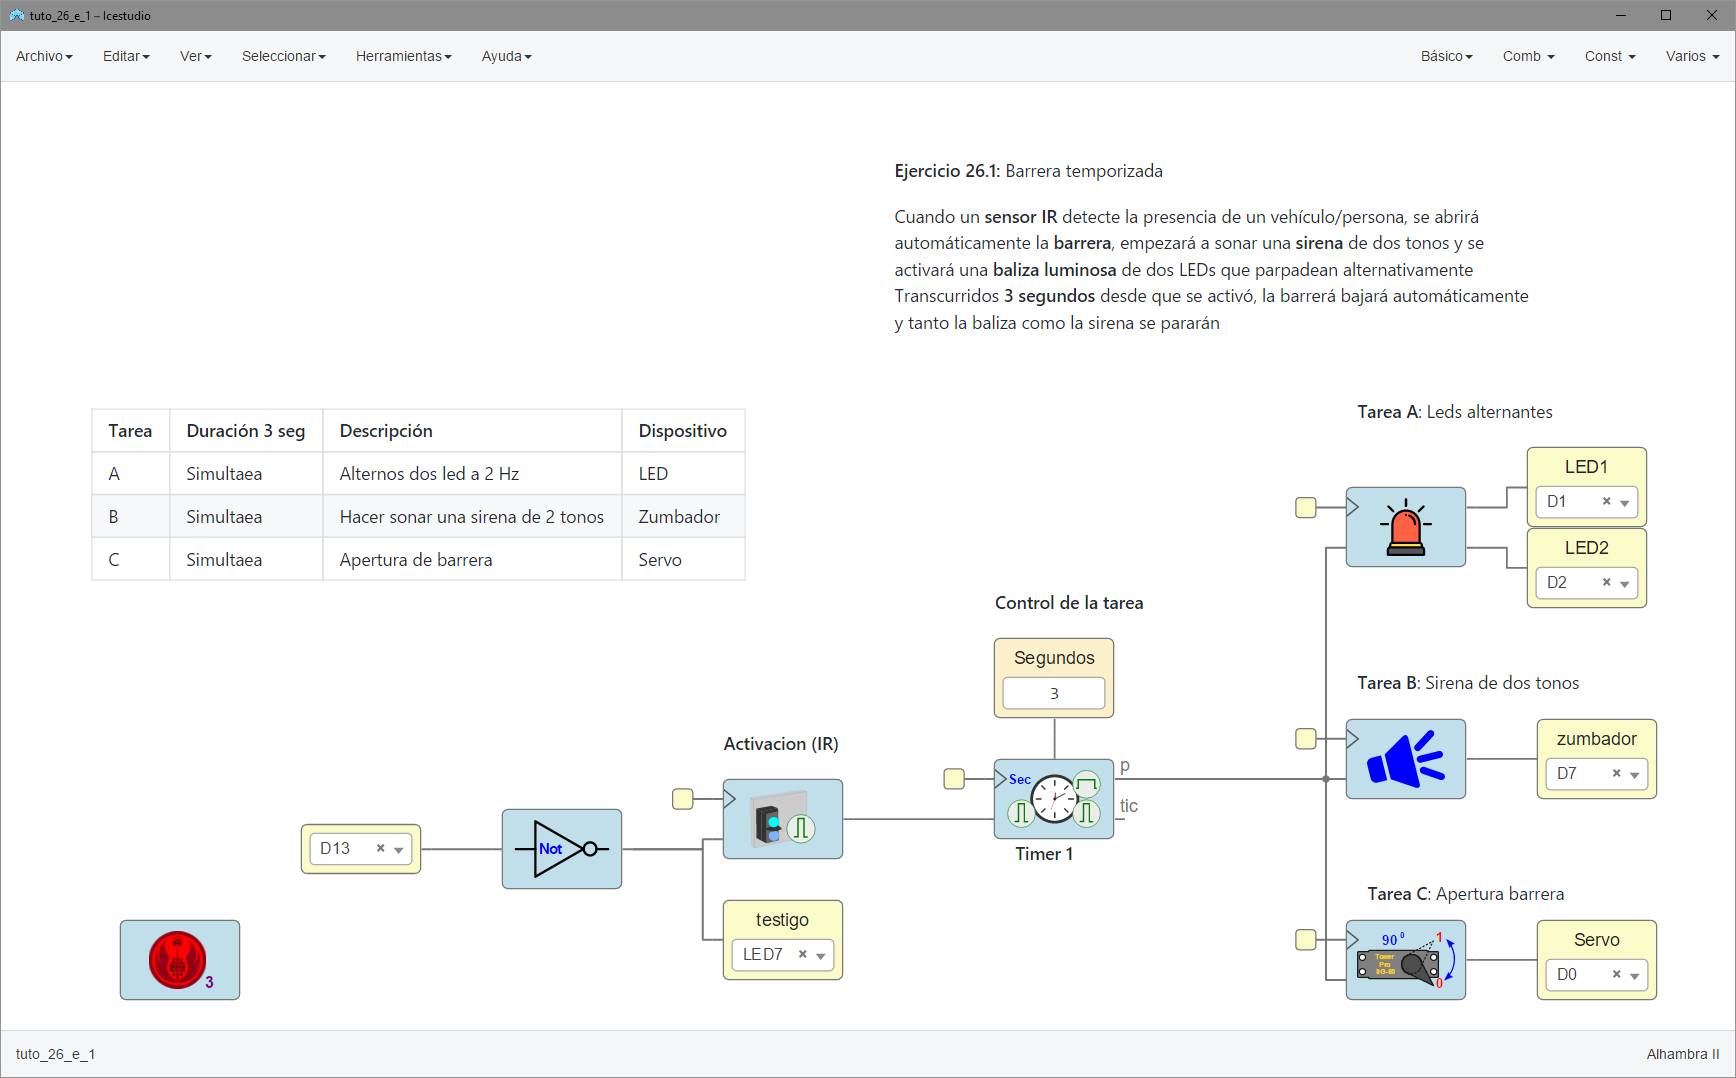 tuto_26_e_1 – Icestudio
Archivo Editar Ver Seleccionar Herramientas Ayuda Básico Comb Const Varios
Ejercicio 26.1: Barrera temporizada
Cuando un sensor IR detecte la presencia de un vehículo/persona, se abrirá
automáticamente la barrera, empezará a sonar una sirena de dos tonos y se
activará una baliza luminosa de dos LEDs que parpadean alternativamente
Transcurridos 3 segundos desde que se activó, la barrerá bajará automáticamente
y tanto la baliza como la sirena se pararán
Tarea Duración 3 seg Descripción Dispositivo
A Simultaea Alternos dos led a 2 Hz LED
B Simultaea Hacer sonar una sirena de 2 tonos Zumbador
C Simultaea Apertura de barrera Servo
Tarea A: Leds alternantes
LED1
D1
LED2
D2
Control de la tarea
Segundos
3
Sec
p
tic
Timer 1
Activacion (IR)
D13
Not
testigo
LED7
3
Tarea B: Sirena de dos tonos
zumbador
D7
Tarea C: Apertura barrera
90º
1
Tower
Pro
SG-90
0
Servo
D0
tuto_26_e_1
Alhambra II